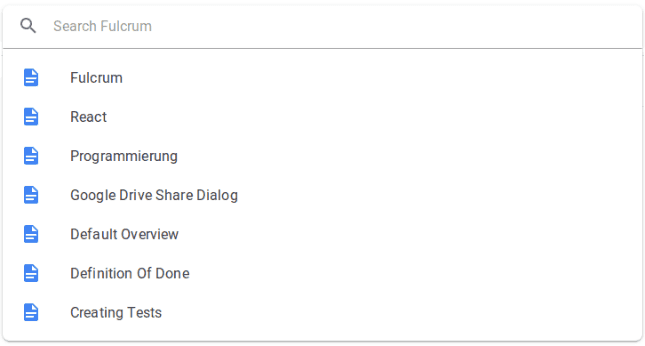 Search Fulcrum
Fulcrum
React
Programmierung
Google Drive Share Dialog
Default Overview
Definition Of Done
Creating Tests